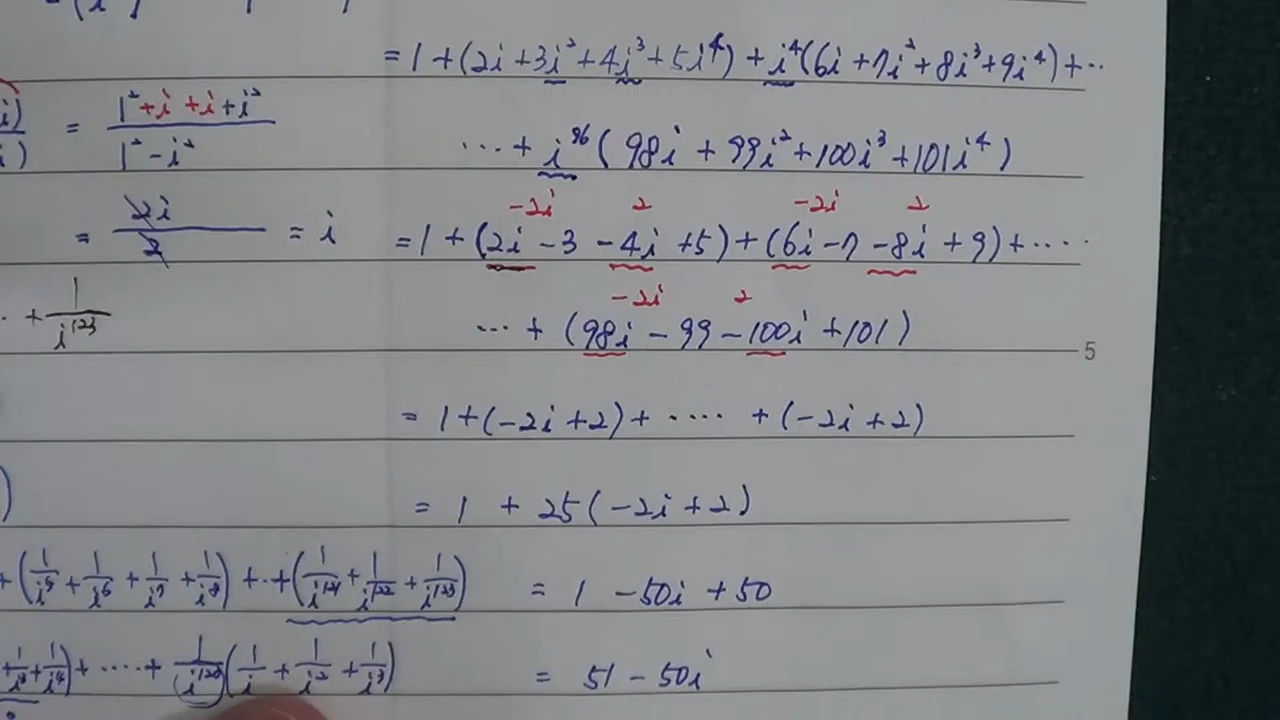 = 1 + (2i + 3i² + 4i³ + 5i⁴) + i⁴(6i + 7i² + 8i³ + 9i⁴) + ‥
i)
i)
= (1² + i + i + i²) / (1² - i²)
⋯ + i⁹⁶(98i + 99i² + 100i³ + 101i⁴)
-2i 2 -2i 2
= 2i / 2 = i
= 1 + (2i - 3 - 4i + 5) + (6i - 7 - 8i + 9) + ⋯⋅
-2i 2
+ 1/i¹²³
⋯ + (98i - 99 - 100i + 101)
5
= 1 + (-2i + 2) + ⋯⋅ + (-2i + 2)
)
= 1 + 25(-2i + 2)
+ (1/i⁵ + 1/i⁶ + 1/i⁷ + 1/i⁸) + ‥ + (1/i¹²¹ + 1/i¹²² + 1/i¹²³)
= 1 - 50i + 50
+ 1/i³ + 1/i⁴) + ⋯⋅ + 1/i¹²⁰ (1/i + 1/i² + 1/i³)
= 51 - 50i